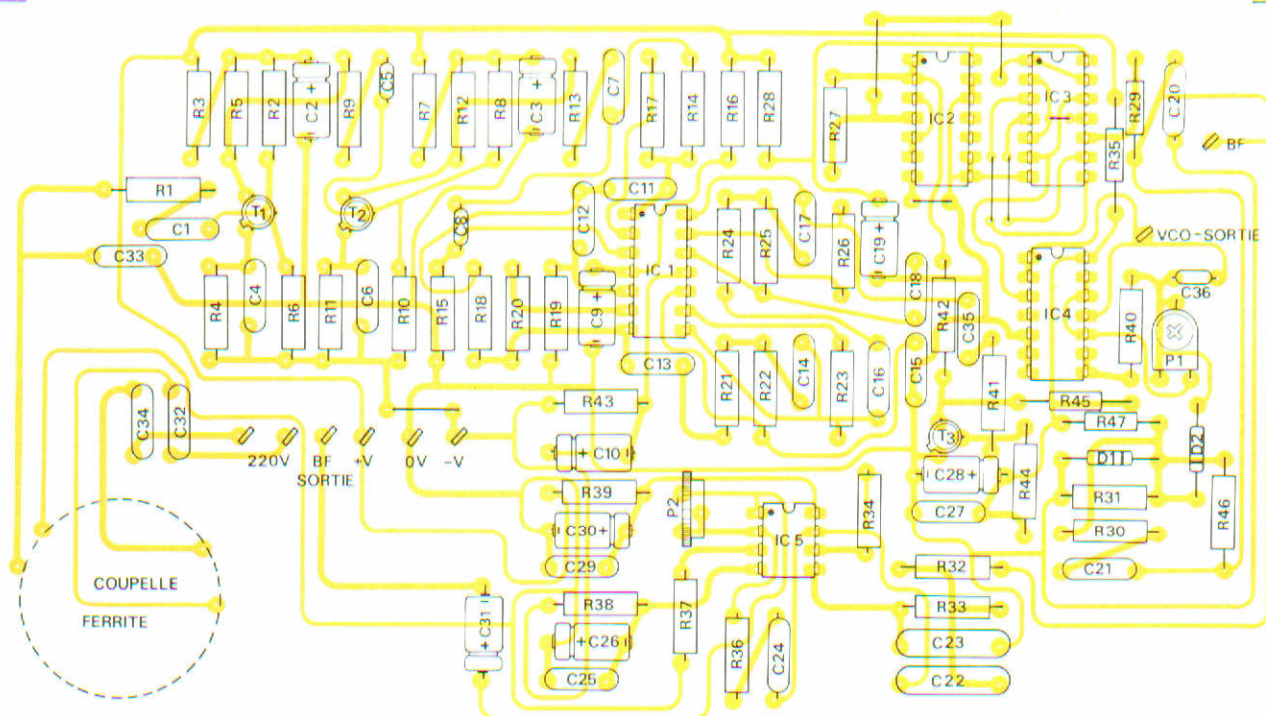 R3
R5
R2
C2 +
R9
C5
R7
R12
R8
C3 +
R13
C7
R17
R14
R16
R28
R27
IC2
IC3
R35
R29
C20
BF
R1
C1
T1
T2
C8
C12
C11
C33
R4
C4
R6
R11
C6
R10
R15
R18
R20
R19
C9 +
IC 1
R24
R25
C17
R26
C19 +
C18
R42
C35
VCO-SORTIE
IC4
R40
C36
P1
C13
R21
R22
C14
R23
C16
C15
R41
R45
R47
C34
C32
220V
BF
SORTIE
+V
0V
-V
R43
+ C10
T3
C28 +
R44
D1
D2
R31
R46
R39
P2
C27
R30
C30 +
IC 5
R34
C29
R32
C21
COUPELLE
FERRITE
R38
R37
R33
+ C31
+ C26
R36
C24
C23
C25
C22